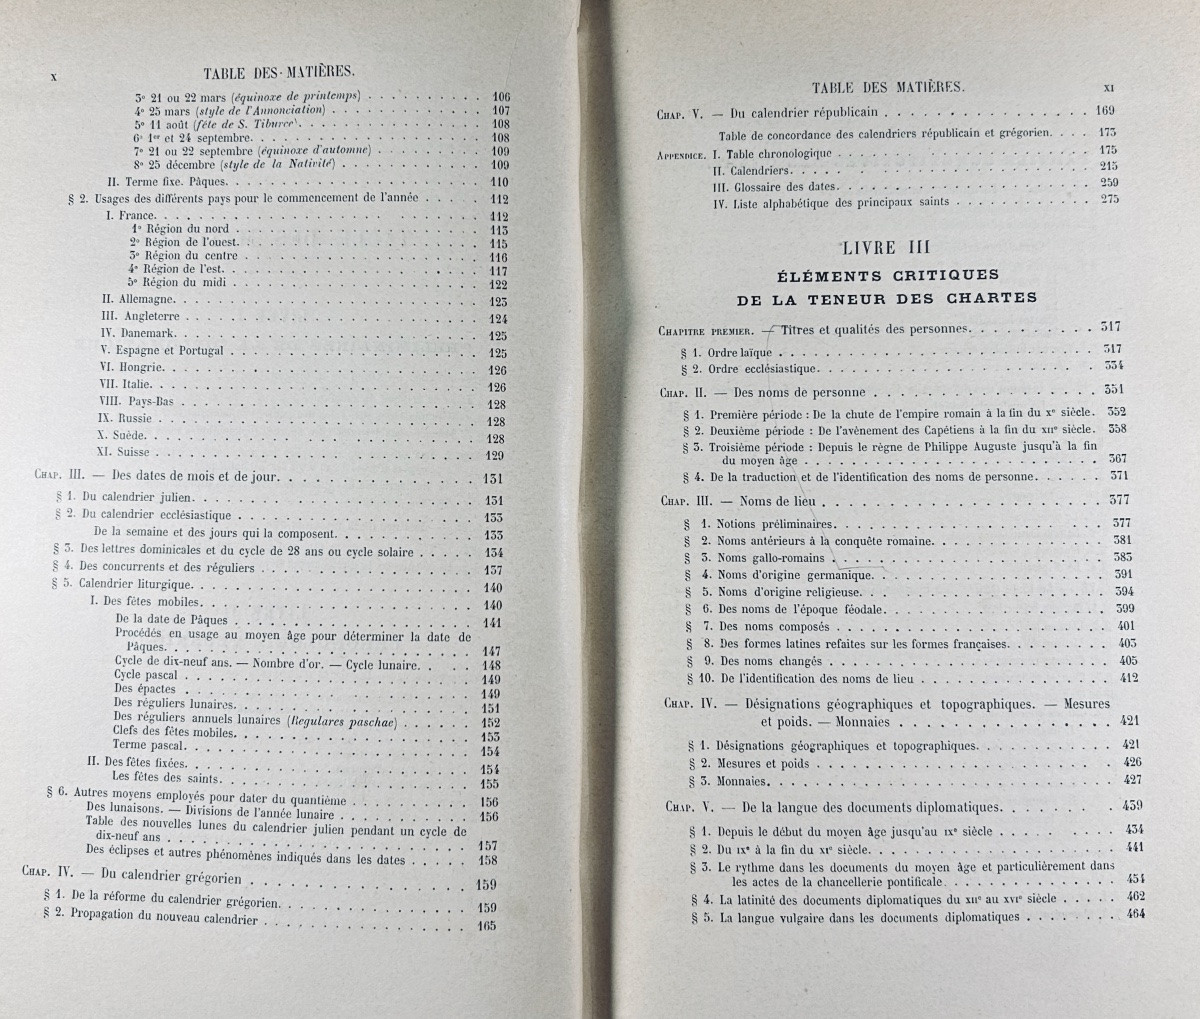 x TABLE DES MATIÈRES.
3° 21 ou 22 mars (équinoxe de printemps) . . . . . . . . . . 106
4° 25 mars (style de l'Annonciation) . . . . . . . . . . 107
5° 11 août (fête de S. Tiburce) . . . . . . . . . . 108
6° 1er et 24 septembre. . . . . . . . . . 108
7° 21 ou 22 septembre (équinoxe d'automne) . . . . . . . . . . 109
8° 25 décembre (style de la Nativité) . . . . . . . . . . 109
II. Terme fixe. Pâques. . . . . . . . . . 110
§ 2. Usages des différents pays pour le commencement de l'année . . . . . 112
I. France. . . . . . . . . . 112
1° Région du nord . . . . . . . . . . 113
2° Région de l'ouest. . . . . . . . . . 115
3° Région du centre . . . . . . . . . . 116
4° Région de l'est. . . . . . . . . . 117
5° Région du midi . . . . . . . . . . 122
II. Allemagne. . . . . . . . . . 123
III. Angleterre . . . . . . . . . . 124
IV. Danemark. . . . . . . . . . 125
V. Espagne et Portugal . . . . . . . . . . 125
VI. Hongrie. . . . . . . . . . 126
VII. Italie. . . . . . . . . . 126
VIII. Pays-Bas . . . . . . . . . . 128
IX. Russie . . . . . . . . . . 128
X. Suède. . . . . . . . . . 128
XI. Suisse . . . . . . . . . . 129
CHAP. III. — Des dates de mois et de jour. . . . . . . . . . 131
§ 1. Du calendrier julien. . . . . . . . . . 131
§ 2. Du calendrier ecclésiastique . . . . . . . . . . 133
De la semaine et des jours qui la composent. . . . . . . . . . 133
§ 3. Des lettres dominicales et du cycle de 28 ans ou cycle solaire . . . . . 134
§ 4. Des concurrents et des réguliers . . . . . . . . . . 137
§ 5. Calendrier liturgique. . . . . . . . . . 140
I. Des fêtes mobiles. . . . . . . . . . 140
De la date de Pâques . . . . . . . . . . 141
Procédés en usage au moyen âge pour déterminer la date de
Pâques. . . . . . . . . . 147
Cycle de dix-neuf ans. — Nombre d'or. — Cycle lunaire. . . . . 148
Cycle pascal . . . . . . . . . . 149
Des épactes . . . . . . . . . . 149
Des réguliers lunaires. . . . . . . . . . 151
Des réguliers annuels lunaires (Regulares paschae) . . . . . . 152
Clefs des fêtes mobiles. . . . . . . . . . 153
Terme pascal. . . . . . . . . . 154
II. Des fêtes fixées. . . . . . . . . . 154
Les fêtes des saints. . . . . . . . . . 155
§ 6. Autres moyens employés pour dater du quantième . . . . . . . . . . 156
Des lunaisons. — Divisions de l'année lunaire . . . . . . . . . . 156
Table des nouvelles lunes du calendrier julien pendant un cycle de
dix-neuf ans . . . . . . . . . . 157
Des éclipses et autres phénomènes indiqués dans les dates . . . . . 158
CHAP. IV. — Du calendrier grégorien . . . . . . . . . . 159
§ 1. De la réforme du calendrier grégorien. . . . . . . . . . 159
§ 2. Propagation du nouveau calendrier . . . . . . . . . . 165
TABLE DES MATIÈRES. XI
CHAP. V. — Du calendrier républicain . . . . . . . . . . 169
Table de concordance des calendriers républicain et grégorien. . . . 173
APPENDICE. I. Table chronologique . . . . . . . . . . 175
II. Calendriers. . . . . . . . . . 215
III. Glossaire des dates. . . . . . . . . . 259
IV. Liste alphabétique des principaux saints . . . . . . . . . . 275
LIVRE III
ÉLÉMENTS CRITIQUES
DE LA TENEUR DES CHARTES
CHAPITRE PREMIER. — Titres et qualités des personnes. . . . . . . . . . 317
§ 1. Ordre laïque . . . . . . . . . . 317
§ 2. Ordre ecclésiastique. . . . . . . . . . 334
CHAP. II. — Des noms de personne . . . . . . . . . . 351
§ 1. Première période : De la chute de l'empire romain à la fin du xe siècle. 352
§ 2. Deuxième période : De l'avènement des Capétiens à la fin du xiie siècle. 358
§ 3. Troisième période : Depuis le règne de Philippe Auguste jusqu'à la fin
du moyen âge . . . . . . . . . . 367
§ 4. De la traduction et de l'identification des noms de personne. . . . . . 371
CHAP. III. — Noms de lieu . . . . . . . . . . 377
§ 1. Notions préliminaires. . . . . . . . . . 377
§ 2. Noms antérieurs à la conquête romaine. . . . . . . . . . 381
§ 3. Noms gallo-romains . . . . . . . . . . 383
§ 4. Noms d'origine germanique. . . . . . . . . . 391
§ 5. Noms d'origine religieuse. . . . . . . . . . 394
§ 6. Des noms de l'époque féodale. . . . . . . . . . 399
§ 7. Des noms composés . . . . . . . . . . 401
§ 8. Des formes latines refaites sur les formes françaises. . . . . . . . . . 403
§ 9. Des noms changés . . . . . . . . . . 405
§ 10. De l'identification des noms de lieu . . . . . . . . . . 412
CHAP. IV. — Désignations géographiques et topographiques. — Mesures
et poids. — Monnaies . . . . . . . . . . 421
§ 1. Désignations géographiques et topographiques. . . . . . . . . . 421
§ 2. Mesures et poids . . . . . . . . . . 426
§ 3. Monnaies. . . . . . . . . . 427
CHAP. V. — De la langue des documents diplomatiques. . . . . . . . . . 439
§ 1. Depuis le début du moyen âge jusqu'au ixe siècle . . . . . . . . 434
§ 2. Du ixe à la fin du xie siècle. . . . . . . . . . 441
§ 3. Le rythme dans les documents du moyen âge et particulièrement dans
les actes de la chancellerie pontificale. . . . . . . . . . 454
§ 4. La latinité des documents diplomatiques du xiie au xvie siècle . . . . . 462
§ 5. La langue vulgaire dans les documents diplomatiques . . . . . . . 464